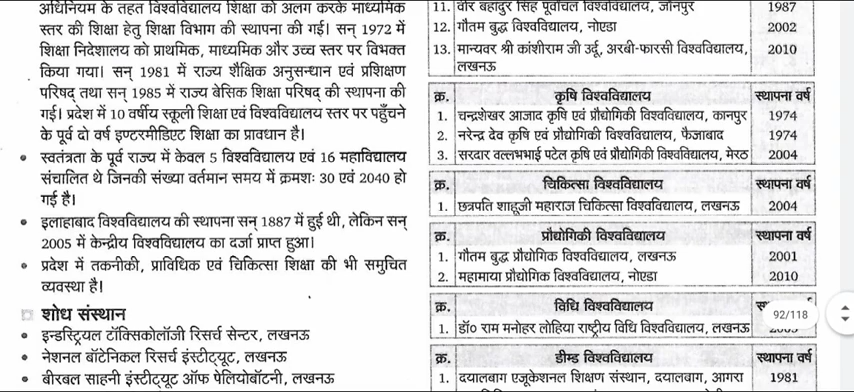 अधिनियम के तहत विश्वविद्यालय शिक्षा को अलग करके माध्यमिक
स्तर की शिक्षा हेतु शिक्षा विभाग की स्थापना की गई। सन् 1972 में
शिक्षा निदेशालय को प्राथमिक, माध्यमिक और उच्च स्तर पर विभक्त
किया गया। सन् 1981 में राज्य शैक्षिक अनुसन्धान एवं प्रशिक्षण
परिषद् तथा सन् 1985 में राज्य बेसिक शिक्षा परिषद् की स्थापना की
गई। प्रदेश में 10 वर्षीय स्कूली शिक्षा एवं विश्वविद्यालय स्तर पर पहुँचने
के पूर्व दो वर्ष इण्टरमीडिएट शिक्षा का प्रावधान है।
• स्वतंत्रता के पूर्व राज्य में केवल 5 विश्वविद्यालय एवं 16 महाविद्यालय
संचालित थे जिनकी संख्या वर्तमान समय में क्रमशः 30 एवं 2040 हो
गई है।
• इलाहाबाद विश्वविद्यालय की स्थापना सन् 1887 में हुई थी, लेकिन सन्
2005 में केन्द्रीय विश्वविद्यालय का दर्जा प्राप्त हुआ।
• प्रदेश में तकनीकी, प्राविधिक एवं चिकित्सा शिक्षा की भी समुचित
व्यवस्था है।
शोध संस्थान
• इन्डस्ट्रियल टॉक्सिकोलॉजी रिसर्च सेन्टर, लखनऊ
• नेशनल बॉटेनिकल रिसर्च इंस्टीट्यूट, लखनऊ
• बीरबल साहनी इंस्टीट्यूट ऑफ पेलियोबॉटनी, लखनऊ
11. वीर बहादुर सिंह पूर्वांचल विश्वविद्यालय, जौनपुर 1987
12. गौतम बुद्ध विश्वविद्यालय, नोएडा 2002
13. मान्यवर श्री कांशीराम जी उर्दू, अरबी-फारसी विश्वविद्यालय, 2010
लखनऊ
क्र. कृषि विश्वविद्यालय स्थापना वर्ष
1. चन्द्रशेखर आजाद कृषि एवं प्रौद्योगिकी विश्वविद्यालय, कानपुर 1974
2. नरेन्द्र देव कृषि एवं प्रौद्योगिकी विश्वविद्यालय, फैजाबाद 1974
3. सरदार वल्लभभाई पटेल कृषि एवं प्रौद्योगिकी विश्वविद्यालय, मेरठ 2004
क्र. चिकित्सा विश्वविद्यालय स्थापना वर्ष
1. छत्रपति शाहूजी महाराज चिकित्सा विश्वविद्यालय, लखनऊ 2004
क्र. प्रौद्योगिकी विश्वविद्यालय स्थापना वर्ष
1. गौतम बुद्ध प्रौद्योगिक विश्वविद्यालय, लखनऊ 2001
2. महामाया प्रौद्योगिक विश्वविद्यालय, नोएडा 2010
क्र. विधि विश्वविद्यालय
92/118
1. डॉ० राम मनोहर लोहिया राष्ट्रीय विधि विश्वविद्यालय, लखनऊ
क्र. डीम्ड विश्वविद्यालय स्थापना वर्ष
1. दयालबाग एजूकेशनल शिक्षण संस्थान, दयालबाग, आगरा 1981